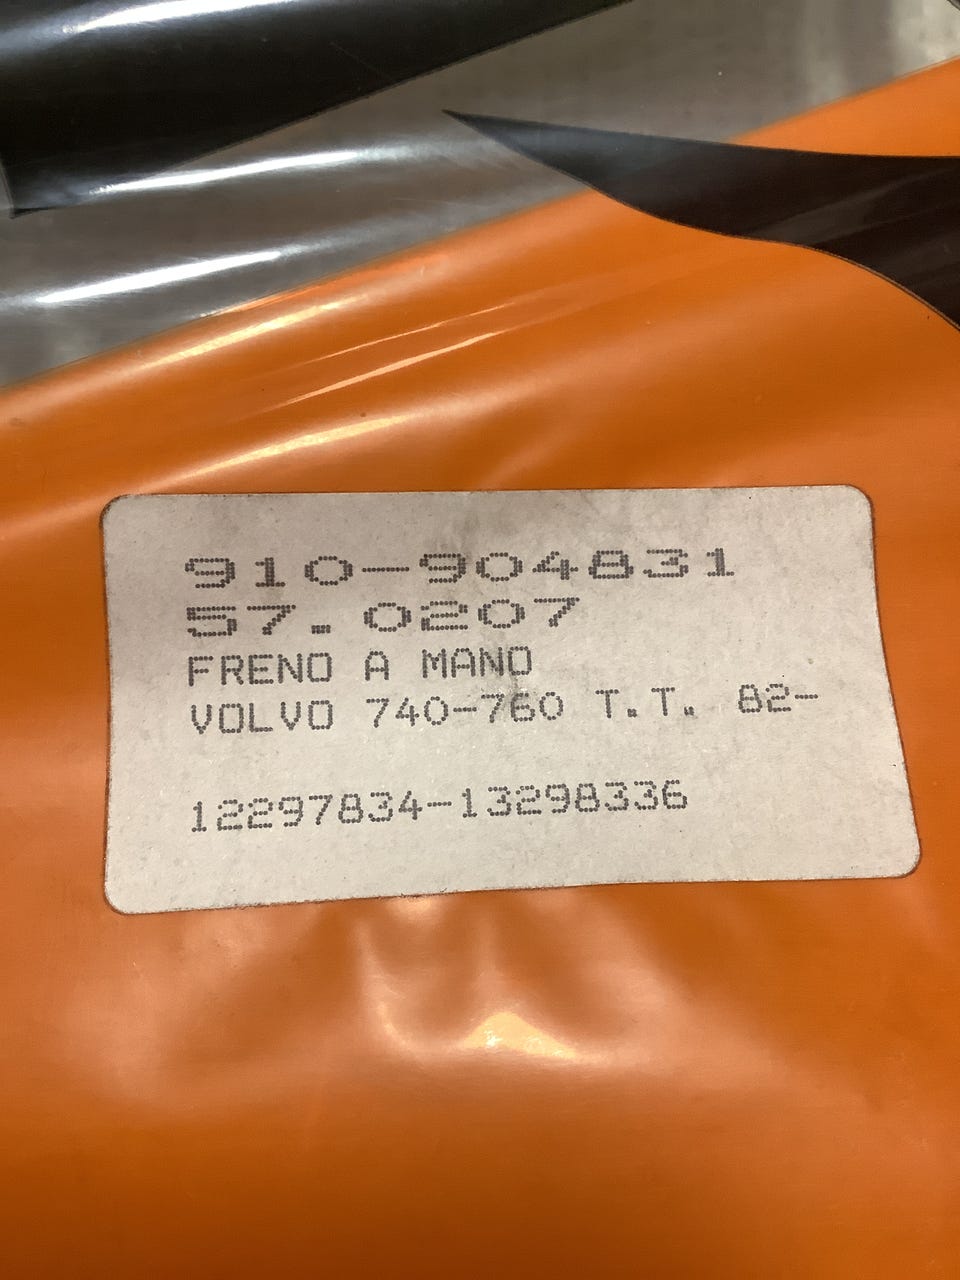 910-904831
57.0207
FRENO A MANO
VOLVO 740-760 T.T. 82-
12297834-13298336